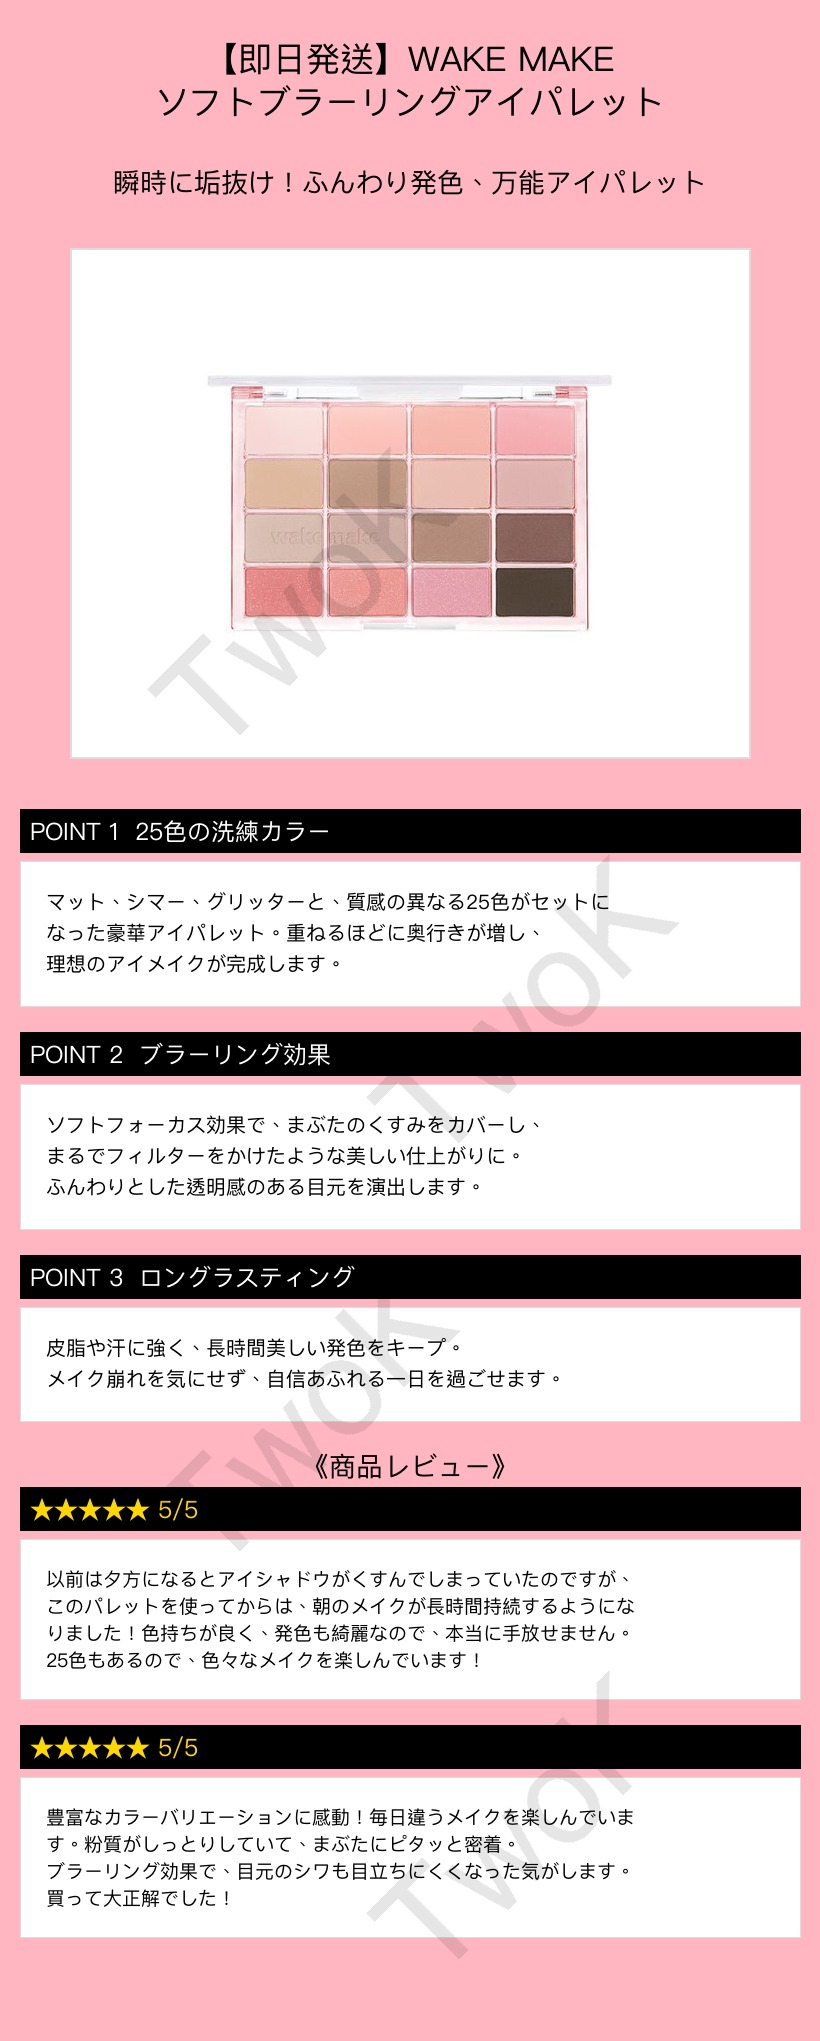 【即日発送】WAKE MAKE
ソフトブラーリングアイパレット
瞬時に垢抜け！ふんわり発色、万能アイパレット
wake make
TwoK
POINT 1 25色の洗練カラー
マット、シマー、グリッターと、質感の異なる25色がセットに
なった豪華アイパレット。重ねるほどに奥行きが増し、
理想のアイメイクが完成します。
TwoK
POINT 2 ブラーリング効果
ソフトフォーカス効果で、まぶたのくすみをカバーし、
まるでフィルターをかけたような美しい仕上がりに。
ふんわりとした透明感のある目元を演出します。
POINT 3 ロングラスティング
皮脂や汗に強く、長時間美しい発色をキープ。
メイク崩れを気にせず、自信あふれる一日を過ごせます。
TwoK
《商品レビュー》
★★★★★ 5/5
以前は夕方になるとアイシャドウがくすんでしまっていたのですが、
このパレットを使ってからは、朝のメイクが長時間持続するようにな
りました！色持ちが良く、発色も綺麗なので、本当に手放せません。
25色もあるので、色々なメイクを楽しんでいます！
★★★★★ 5/5
豊富なカラーバリエーションに感動！毎日違うメイクを楽しんでいま
す。粉質がしっとりしていて、まぶたにピタッと密着。
ブラーリング効果で、目元のシワも目立ちにくくなった気がします。
買って大正解でした！
TwoK